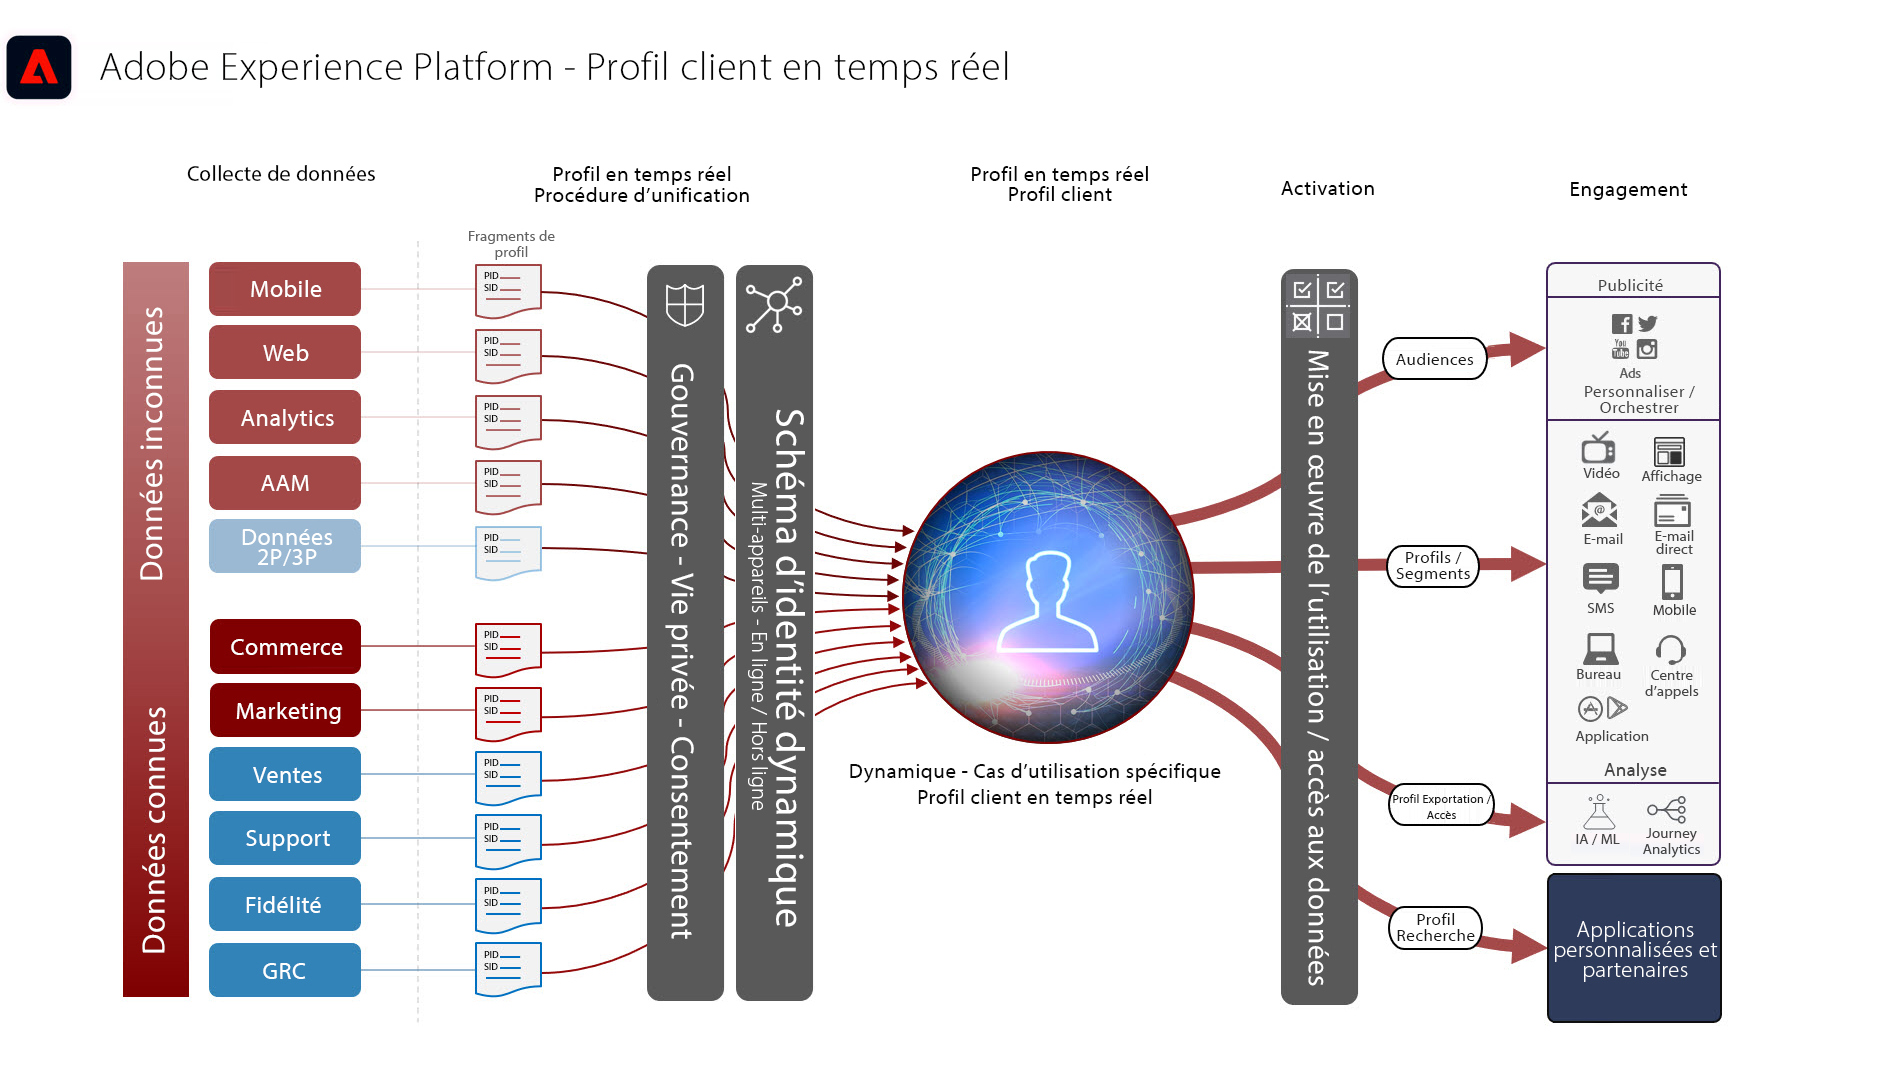 Adobe Experience Platform - Profil client en temps réel
Collecte de données
Profil en temps réel
Procédure d’unification
Profil en temps réel
Profil client
Activation
Engagement
Données inconnues
Données connues
Mobile
Web
Analytics
AAM
Données
2P/3P
Commerce
Marketing
Ventes
Support
Fidélité
GRC
Fragments de
profil
PID
SID
PID
SID
PID
SID
PID
SID
PID
SID
PID
SID
PID
SID
PID
SID
PID
SID
PID
SID
PID
SID
Gouvernance - Vie privée - Consentement
Schéma d’identité dynamique
Multi-appareils - En ligne / Hors ligne
Dynamique - Cas d’utilisation spécifique
Profil client en temps réel
Mise en œuvre de l’utilisation / accès aux données
Audiences
Profils /
Segments
Profil Exportation /
Accès
Profil
Recherche
Publicité
You
Tube
Ads
Personnaliser /
Orchestrer
Vidéo
Affichage
@
E-mail
E-mail
direct
SMS
Mobile
Bureau
Centre
d’appels
Application
Analyse
IA / ML
Journey
Analytics
Applications
personnalisées et
partenaires